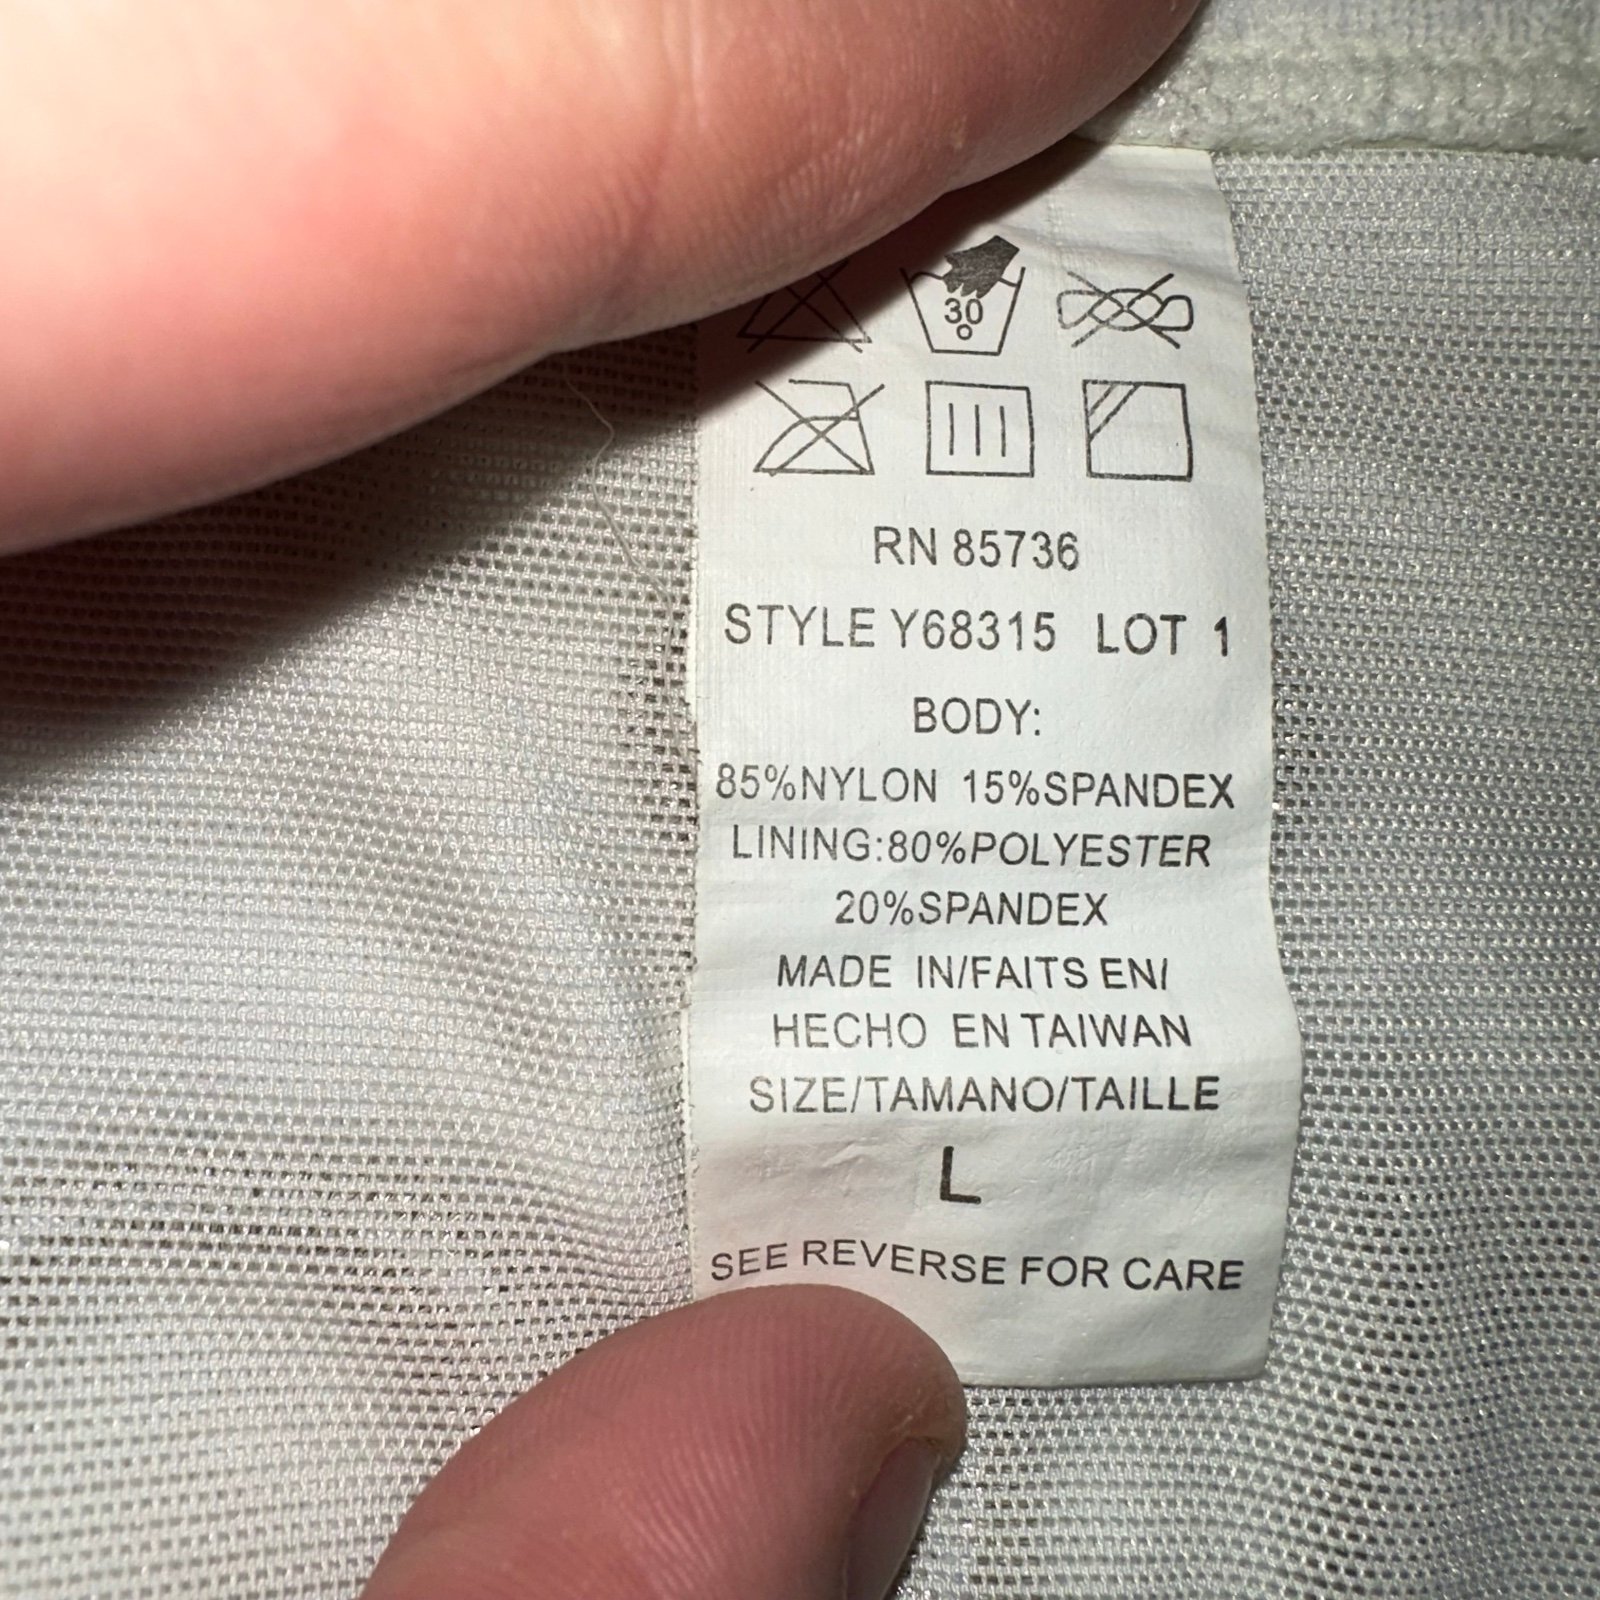 30
RN 85736
STYLE Y68315 LOT 1
BODY:
85%NYLON 15%SPANDEX
LINING:80%POLYESTER
20%SPANDEX
MADE IN/FAITS EN/
HECHO EN TAIWAN
SIZE/TAMANO/TAILLE
L
SEE REVERSE FOR CARE